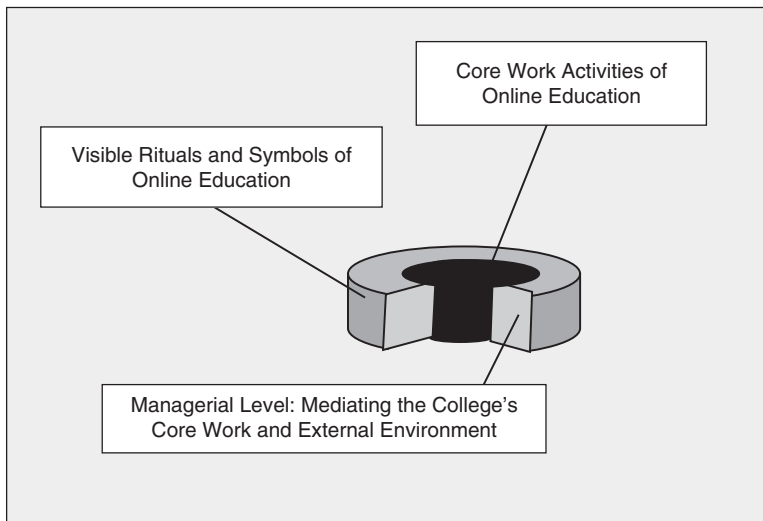 Core Work Activities of
Online Education
Visible Rituals and Symbols of
Online Education
Managerial Level: Mediating the College’s
Core Work and External Environment